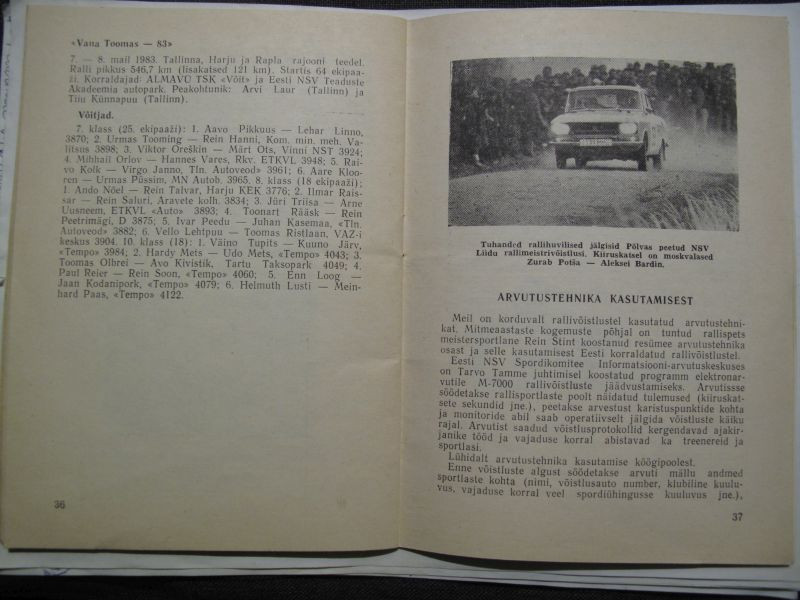 «Vana Toomas — 83»
7. — 8. mail 1983. Tallinna, Harju ja Rapla rajooni teedel.
Ralli pikkus 546,7 km (lisakatsed 121 km). Startis 64 ekipaa-
ži. Korraldajad: ALMAVÜ TSK «Võit» ja Eesti NSV Teaduste
Akadeemia autopark. Peakohtunik: Arvi Laur (Tallinn) ja
Tiiu Künnapuu (Tallinn).
Võitjad.
7. klass (25. ekipaaži): 1. Aavo Pikkuus — Lehar Linno,
3870; 2. Urmas Tooming — Rein Hanni, Kom. min. meh. Va-
litsus 3898; 3. Viktor Oreškin — Märt Ots, Vinni NST 3924;
4. Mihhail Orlov — Hannes Vares, Rkv. ETKVL 3948; 5. Rai-
vo Kolk — Virgo Janno, Tln. Autoveod» 3961; 6. Aare Kloo-
ren — Urmas Püssim, MN Autob. 3965. 8. klass (18 ekipaaži);
1. Ando Nõel — Rein Talvar, Harju KEK 3776; 2. Ilmar Rais-
sar — Rein Saluri, Aravete kolh. 3834; 3. Jüri Triisa — Arne
Uusneem, ETKVL «Auto» 3893; 4. Toonart Rääsk — Rein
Peetrimägi, D 3875; 5. Ivar Peedu — Juhan Kasemaa, «Tln.
Autoveod» 3882; 6. Vello Lehtpuu — Toomas Ristlaan, VAZ-i
keskus 3904. 10. klass (18): 1. Väino Tupits — Kuuno Järv,
«Tempo» 3984; 2. Hardy Mets — Udo Mets, «Tempo» 4043; 3.
Toomas Olbrei — Avo Kivistik, Tartu Taksopark 4049; 4.
Paul Reier — Rein Soon, «Tempo» 4060; 5. Enn Loog —
Jaan Kodanipork, «Tempo» 4079; 6. Helmuth Lusti — Mein-
hard Paas, «Tempo» 4122.
36
Tuhanded rallihuvilised jälgisid Põlvas peetud NSV
Liidu rallimeistrivõistlusi. Kiiruskatsel on moskvalased
Zurab Potša — Aleksei Bardin.
ARVUTUSTEHNIKA KASUTAMISEST
Meil on korduvalt rallivõistlustel kasutatud arvutustehni-
kat. Mitmeaastaste kogemuste põhjal on tuntud rallispets
meistersportlane Rein Stint koostanud resümee arvutustehnika
osast ja selle kasutamisest Eesti korraldatud rallivõistlustel.
Eesti NSV Spordikomitee Informatsiooni-arvutuskeskuses
on Tarvo Tamme juhtimisel koostatud programm elektronar-
vutile M-7000 rallivõistluste jäädvustamiseks. Arvutissse
söödetakse rallisportlaste poolt näidatud tulemused (kiiruskat-
sete sekundid jne.), peetakse arvestust karistuspunktide kohta
ja monitoride abil saab operatiivselt jälgida võistluste käiku
rajal. Arvutist saadud võistlusprotokollid kergendavad ajakir-
janike tööd ja vajaduse korral abistavad ka treenereid ja
sportlasi.
Lühidalt arvutustehnika kasutamise köögipoolest.
Enne võistluste algust söödetakse arvuti mällu andmed
sportlaste kohta (nimi, võistlusauto number, klubiline kuulu-
vus, vajaduse korral veel spordiühingusse kuuluvus jne.),
37